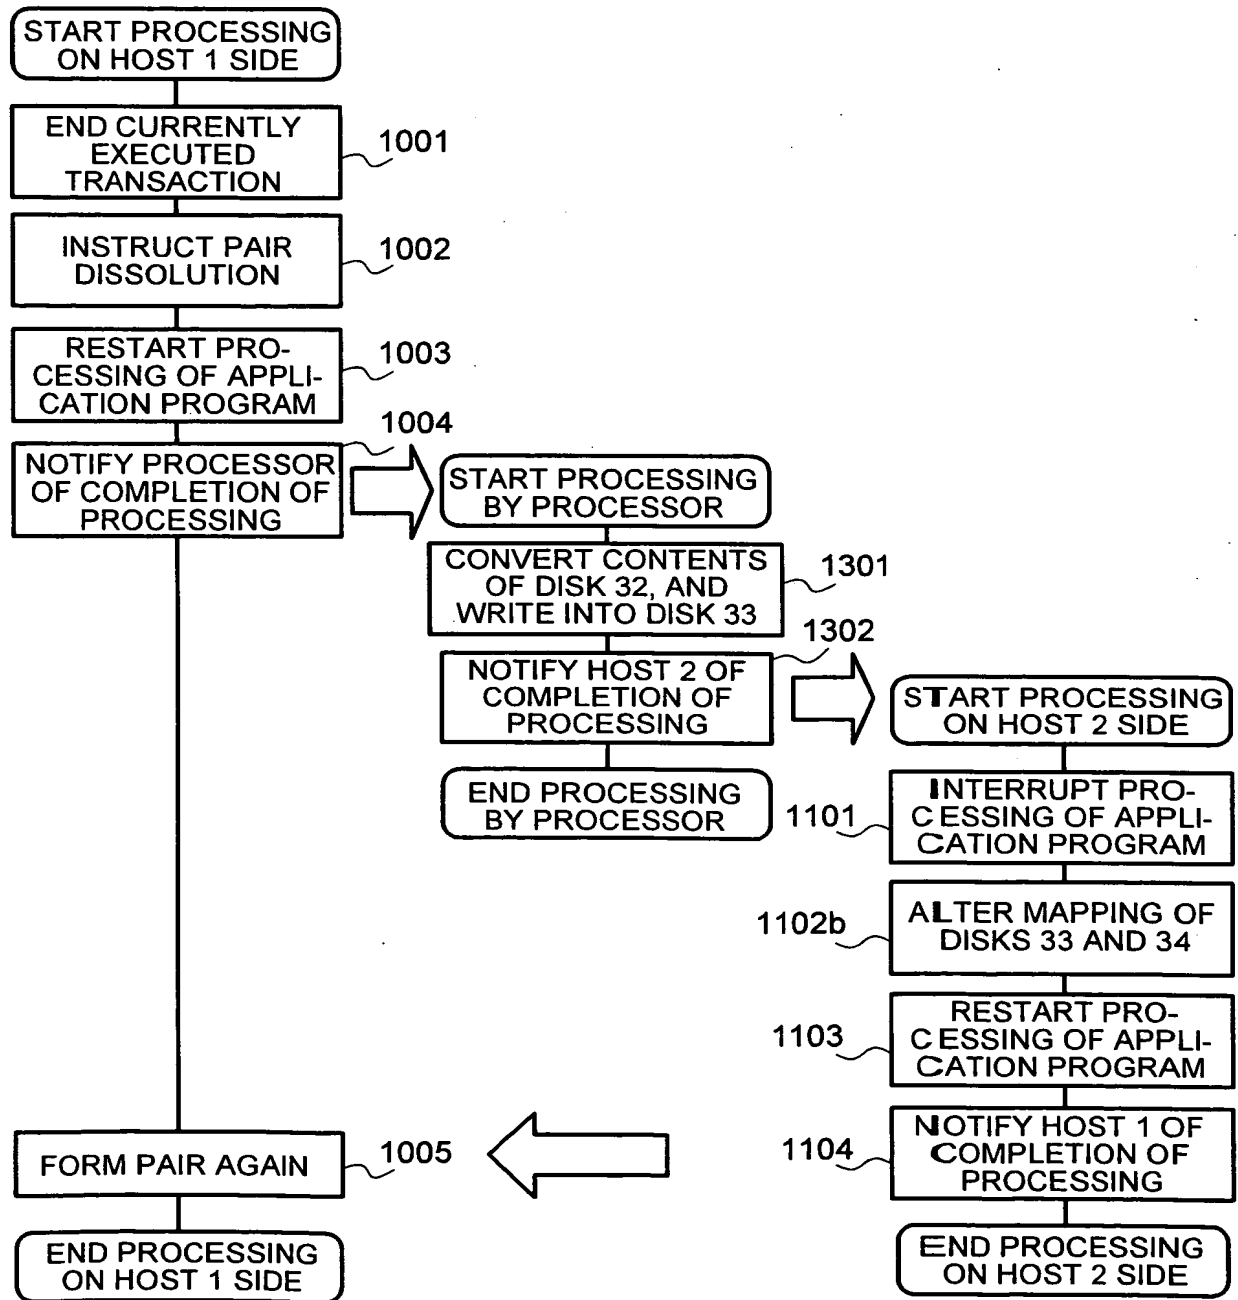 START PROCESSING
ON HOST 1 SIDE
END CURRENTLY
EXECUTED
TRANSACTION
1001
INSTRUCT PAIR
DISSOLUTION
1002
RESTART PRO-
CESSING OF APPLI-
CATION PROGRAM
1003
NOTIFY PROCESSOR
OF COMPLETION OF
PROCESSING
1004
START PROCESSING
BY PROCESSOR
CONVERT CONTENTS
OF DISK 32, AND
WRITE INTO DISK 33
1301
NOTIFY HOST 2 OF
COMPLETION OF
PROCESSING
1302
END PROCESSING
BY PROCESSOR
START PROCESSING
ON HOST 2 SIDE
1101
INTERRUPT PRO-
CESSING OF APPLI-
CATION PROGRAM
1102b
ALTER MAPPING OF
DISKS 33 AND 34
1103
RESTART PRO-
CESSING OF APPLI-
CATION PROGRAM
1104
NOTIFY HOST 1 OF
COMPLETION OF
PROCESSING
END PROCESSING
ON HOST 2 SIDE
FORM PAIR AGAIN
1005
END PROCESSING
ON HOST 1 SIDE